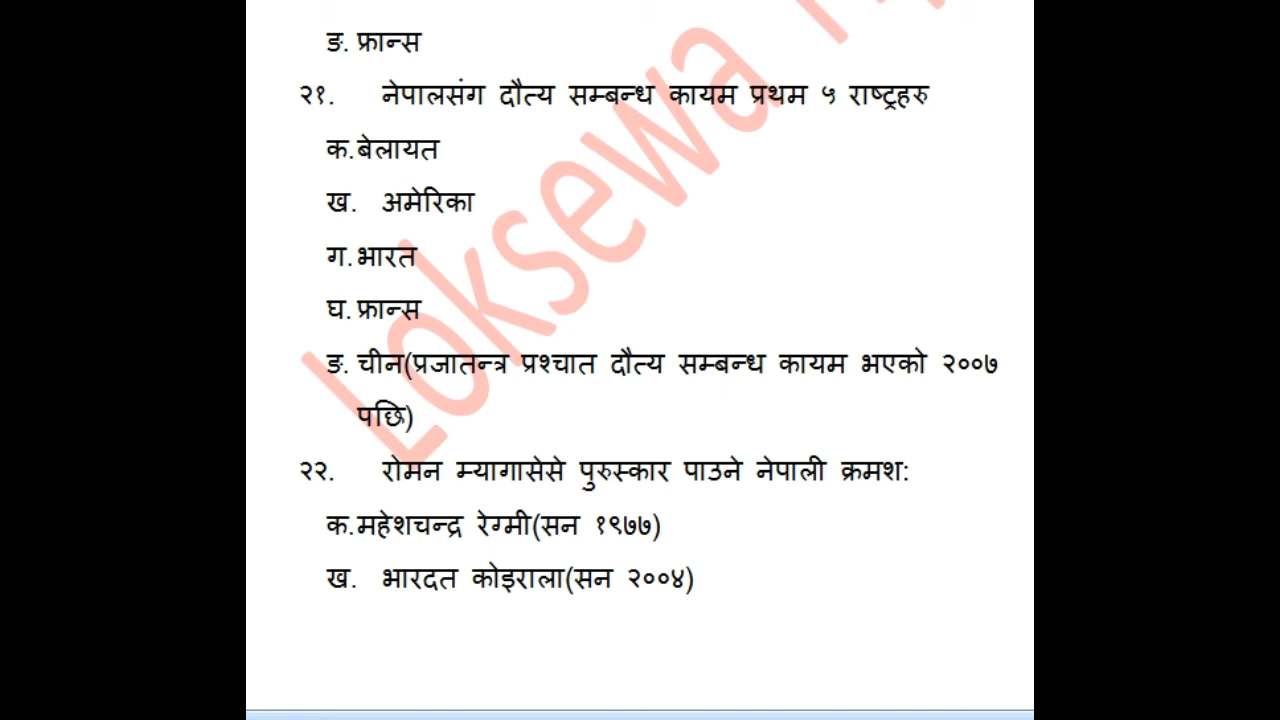 ङ. फ्रान्स
२१. नेपालसंग दौत्य सम्बन्ध कायम प्रथम ५ राष्ट्रहरु
क. बेलायत
ख. अमेरिका
ग. भारत
घ. फ्रान्स
ङ. चीन(प्रजातन्त्र प्रश्चात दौत्य सम्बन्ध कायम भएको २००७
पछि)
२२. रोमन म्यागासेसे पुरुस्कार पाउने नेपाली क्रमश:
क. महेशचन्द्र रेग्मी(सन १९७७)
ख. भारदत कोइराला(सन २००४)
Loksewa